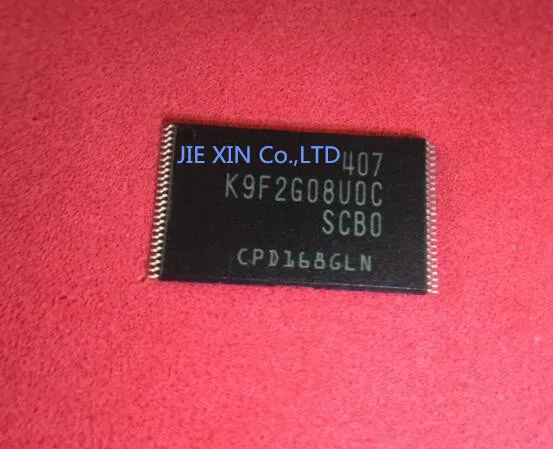 JIE XIN Co.,LTD 407
K9F2G08U0C
SCB0
CPD168GLN